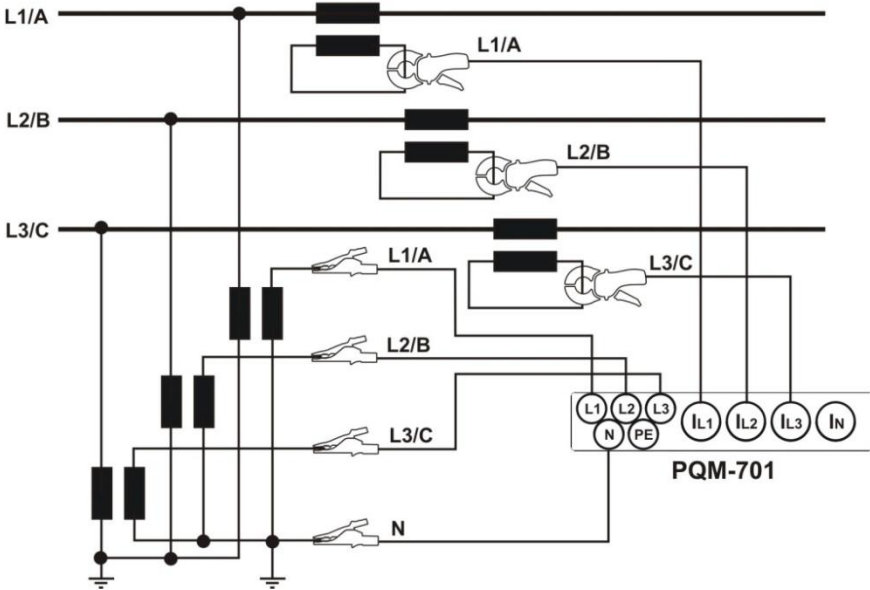 L1/A
L1/A
L2/B
L2/B
L3/C
L1/A
L3/C
L2/B
L1 L2 L3
N PE
IL1 IL2 IL3 IN
L3/C
PQM-701
N